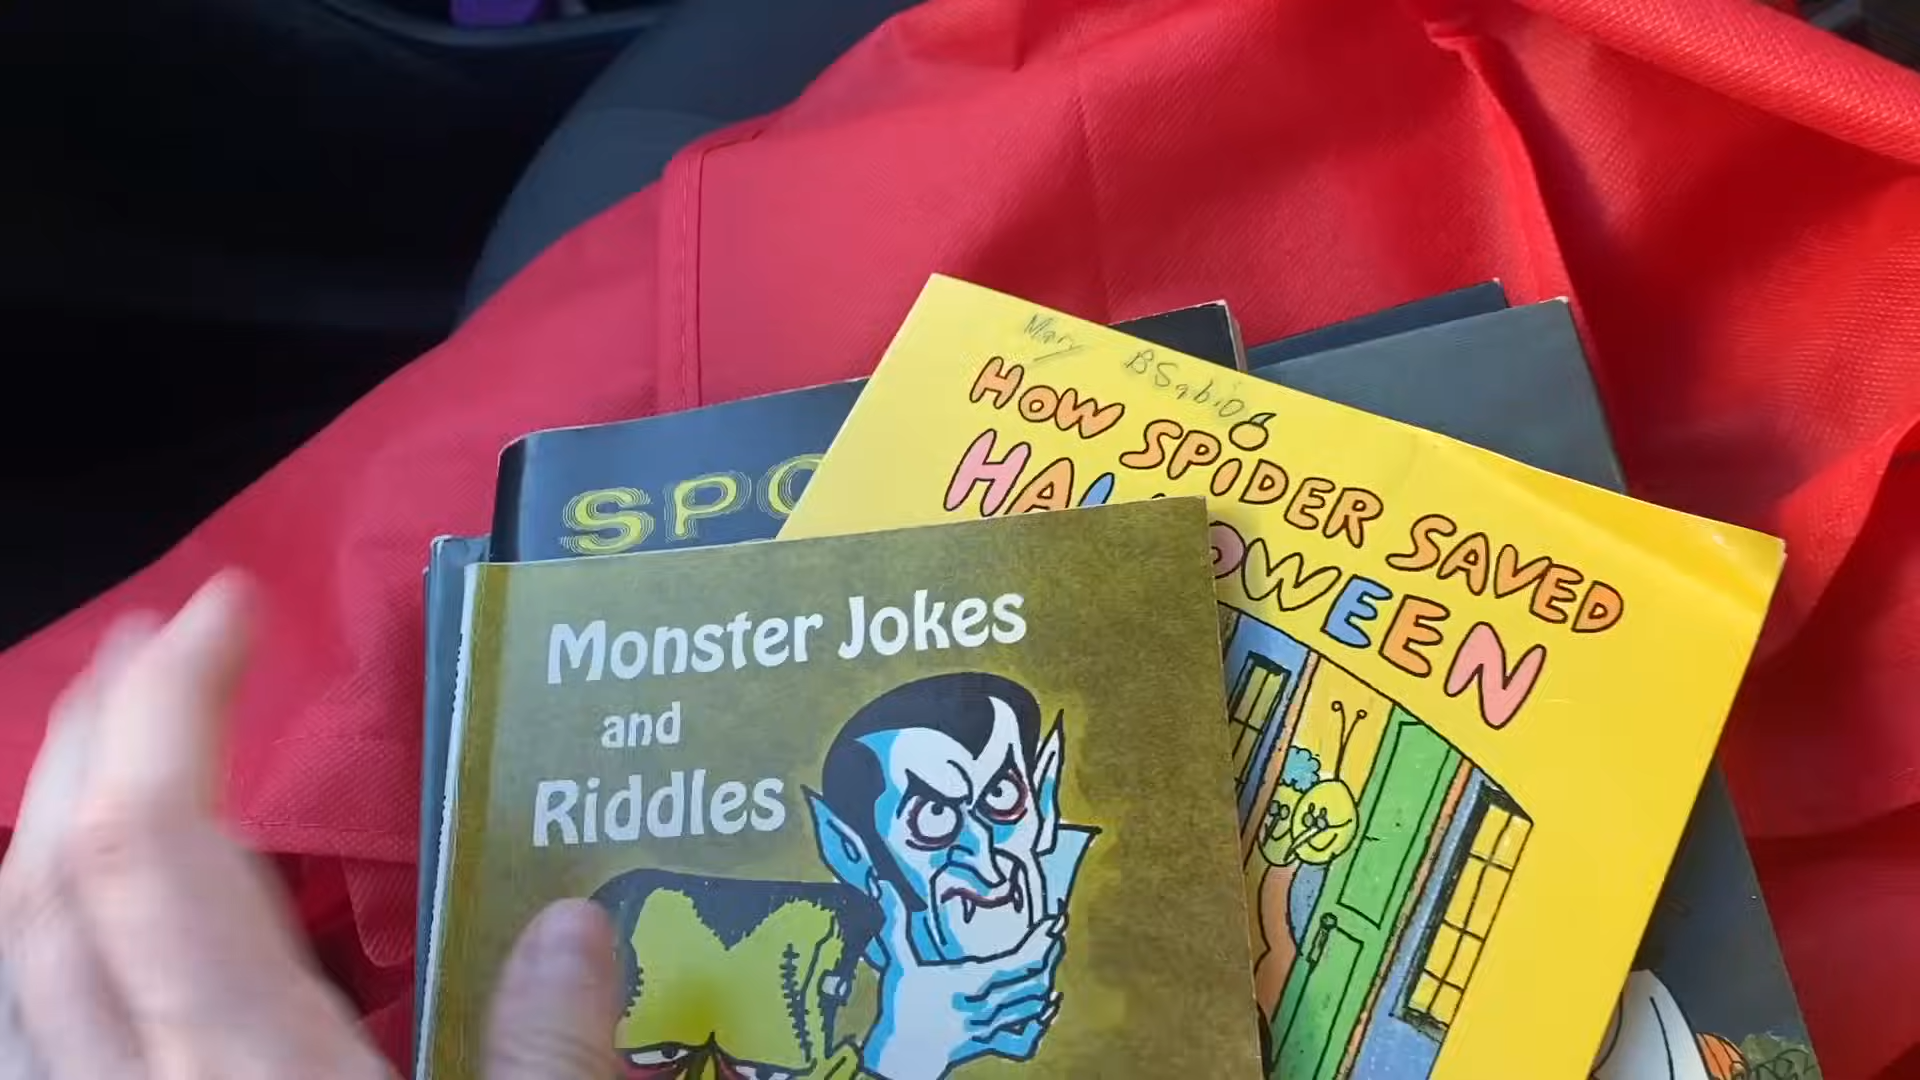 Mary
HOW SPIDER SAVED
HALLOWEEN
SPO
Monster Jokes
and
Riddles